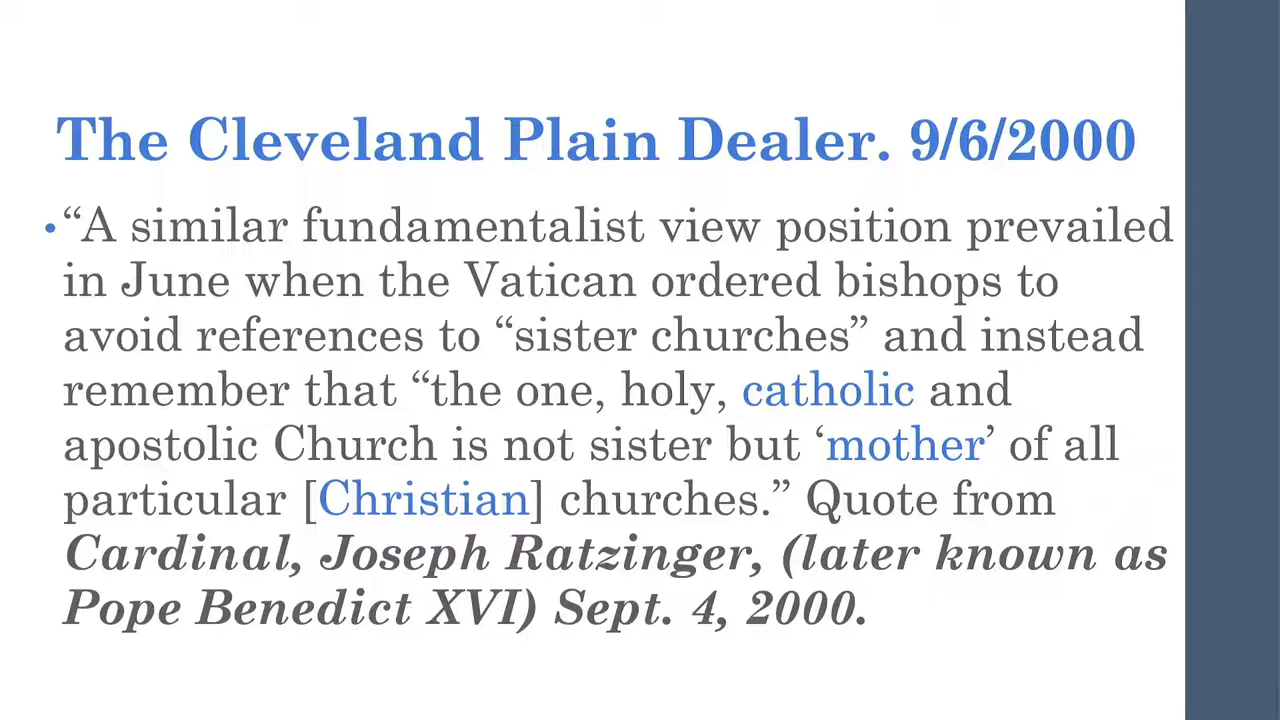 The Cleveland Plain Dealer. 9/6/2000
• “A similar fundamentalist view position prevailed
in June when the Vatican ordered bishops to
avoid references to “sister churches” and instead
remember that “the one, holy, catholic and
apostolic Church is not sister but ‘mother’ of all
particular [Christian] churches.” Quote from
Cardinal, Joseph Ratzinger, (later known as
Pope Benedict XVI) Sept. 4, 2000.